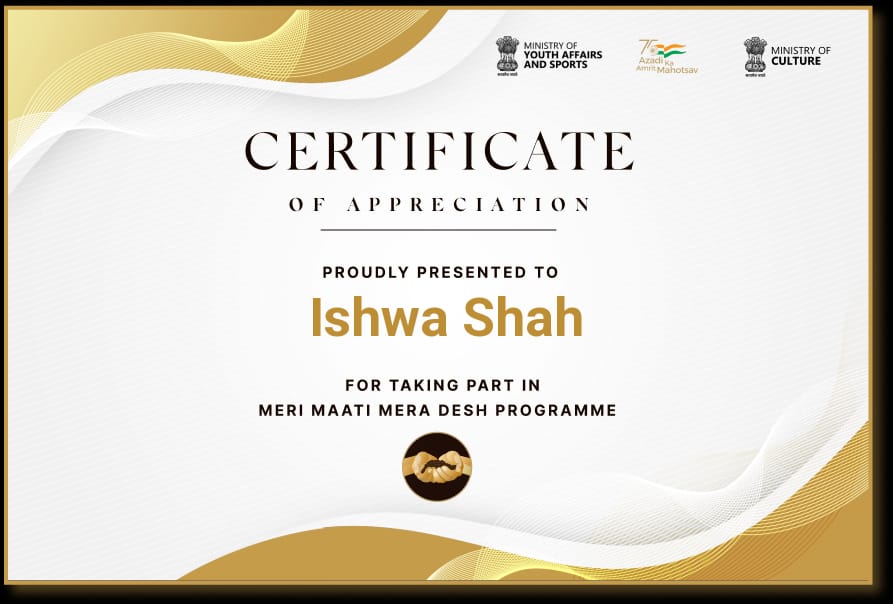 MINISTRY OF
YOUTH AFFAIRS
AND SPORTS
75
Azadi Ka
Amrit Mahotsav
MINISTRY OF
CULTURE
CERTIFICATE
OF APPRECIATION
PROUDLY PRESENTED TO
Ishwa Shah
FOR TAKING PART IN
MERI MAATI MERA DESH PROGRAMME